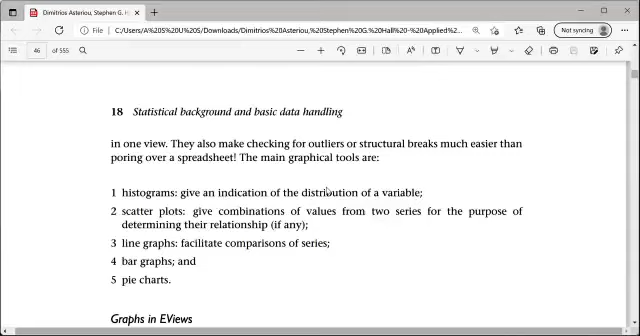 Dimitrios Asteriou, Stephen G. H
File
C:/Users/A%20S%20U%20S/Downloads/Dimitrios%20Asteriou,%20Stephen%20G.%20Hall%20-%20Applied%2...
Not syncing
46 of 555
18 Statistical background and basic data handling
in one view. They also make checking for outliers or structural breaks much easier than
poring over a spreadsheet! The main graphical tools are:
1 histograms: give an indication of the distribution of a variable;
2 scatter plots: give combinations of values from two series for the purpose of
determining their relationship (if any);
3 line graphs: facilitate comparisons of series;
4 bar graphs; and
5 pie charts.
Graphs in EViews